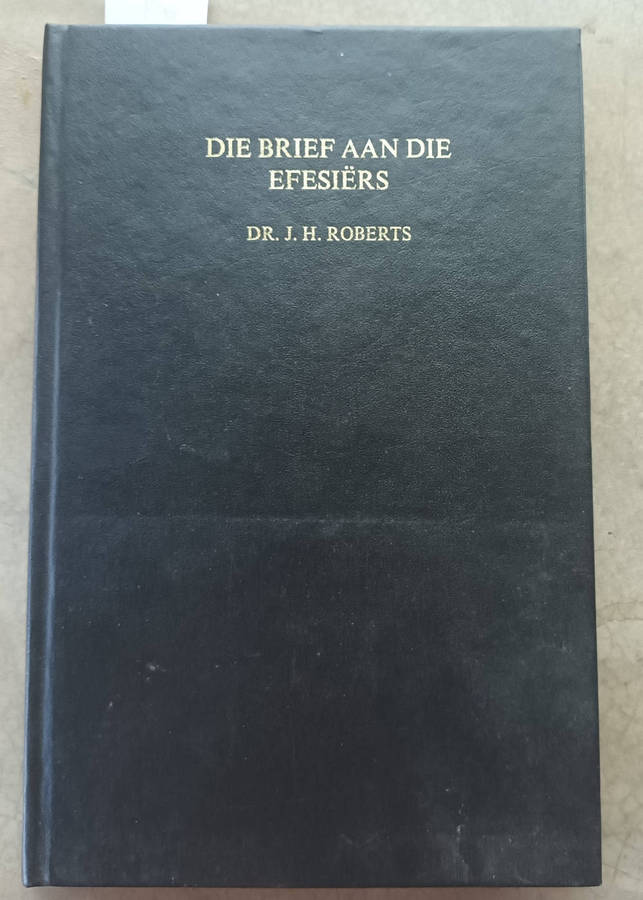 DIE BRIEF AAN DIE
EFESIËRS
DR. J. H. ROBERTS